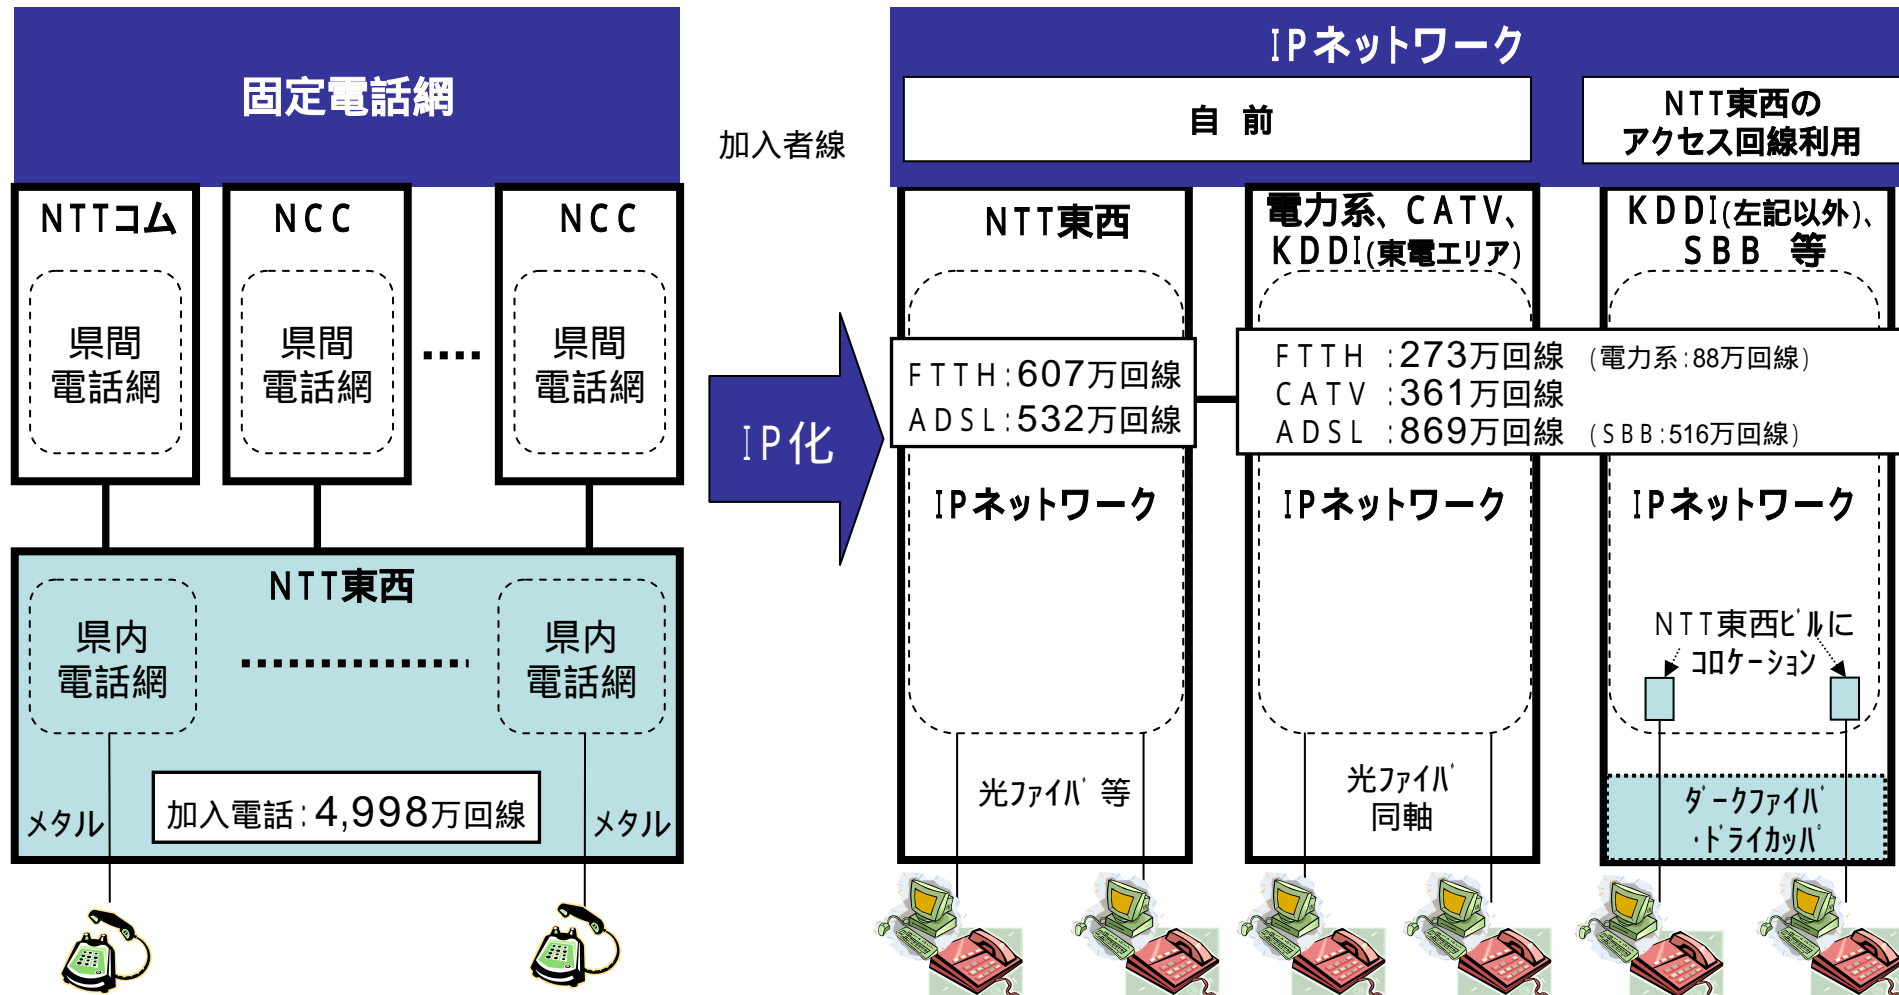 固定電話網
NTTコム
NCC
NCC
県間
電話網
県間
電話網
県間
電話網
NTT東西
県内
電話網
県内
電話網
メタル
加入電話:4,998万回線
メタル
加入者線
IP化
IPネットワーク
自 前
NTT東西の
アクセス回線利用
NTT東西
FTTH:607万回線
ADSL:532万回線
IPネットワーク
光ファイバ 等
電力系、CATV、
KDDI(東電エリア)
KDDI(左記以外)、
SBB 等
FTTH :273万回線 (電力系:88万回線)
CATV :361万回線
ADSL :869万回線 (SBB:516万回線)
IPネットワーク
光ファイバ
同軸
IPネットワーク
NTT東西ビルに
コロケーション
ダークファイバ
・ドライカッパ